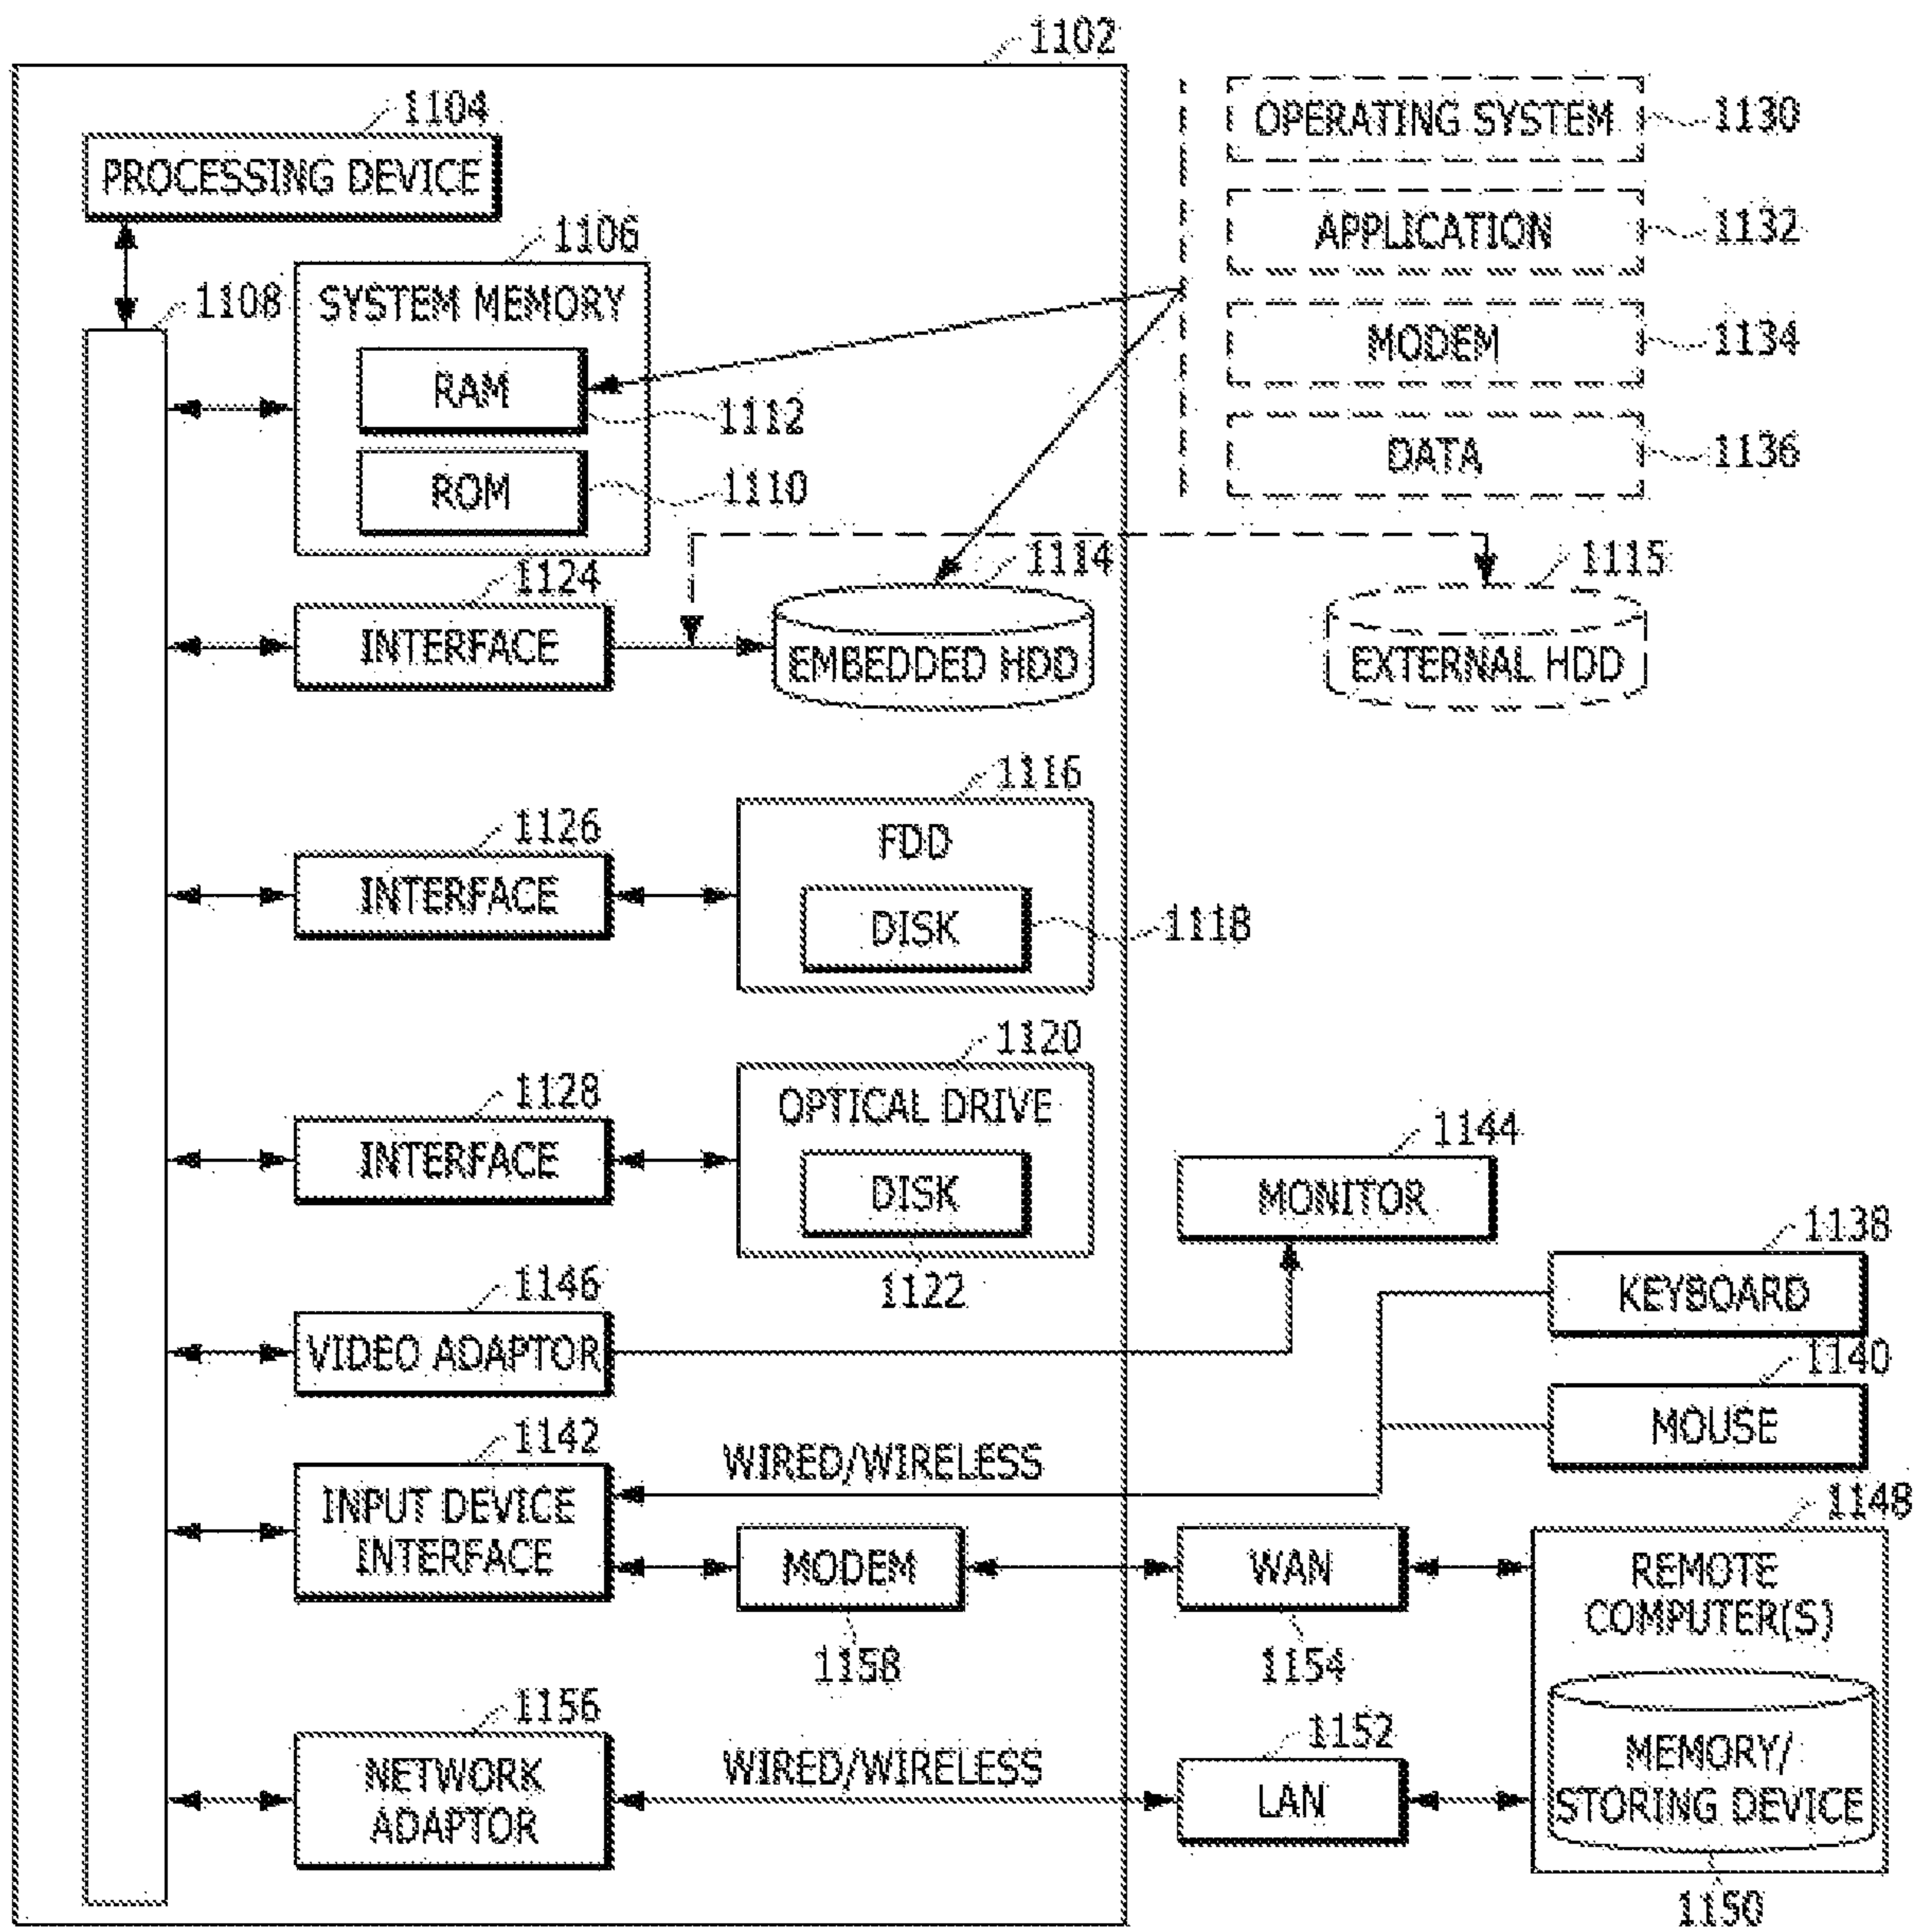 1102
1104
PROCESSING DEVICE
1106
SYSTEM MEMORY
1108
RAM
1112
ROM
1110
OPERATING SYSTEM
1130
APPLICATION
1132
MODEM
1134
DATA
1136
1124
INTERFACE
1114
EMBEDDED HDD
1115
EXTERNAL HDD
1126
INTERFACE
1116
FDD
DISK
1118
1128
INTERFACE
1120
OPTICAL DRIVE
DISK
1122
1144
MONITOR
1138
KEYBOARD
1146
VIDEO ADAPTOR
1140
MOUSE
1142
INPUT DEVICE
INTERFACE
WIRED/WIRELESS
MODEM
1158
WAN
1154
1148
REMOTE
COMPUTER(S)
MEMORY/
STORING DEVICE
1150
1156
NETWORK
ADAPTOR
WIRED/WIRELESS
1152
LAN